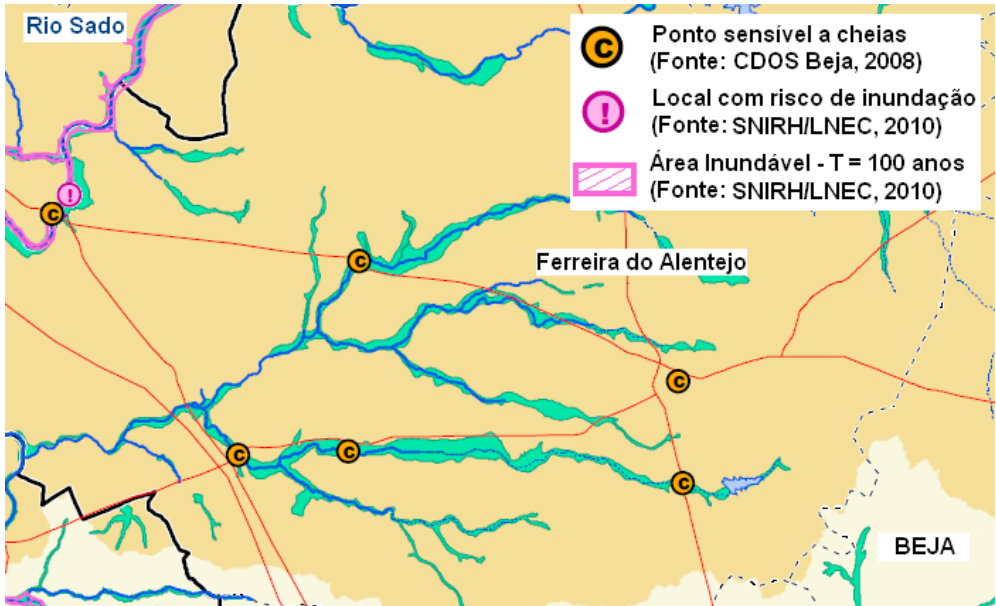 Rio Sado
C
Ponto sensível a cheias
(Fonte: CDOS Beja, 2008)
!
Local com risco de inundação
(Fonte: SNIRH/LNEC, 2010)
Área Inundável - T = 100 anos
(Fonte: SNIRH/LNEC, 2010)
!
C
C
Ferreira do Alentejo
C
C
C
C
BEJA